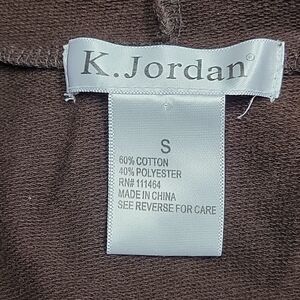 K. Jordan®
S
60% COTTON
40% POLYESTER
RN# 111464
MADE IN CHINA
SEE REVERSE FOR CARE